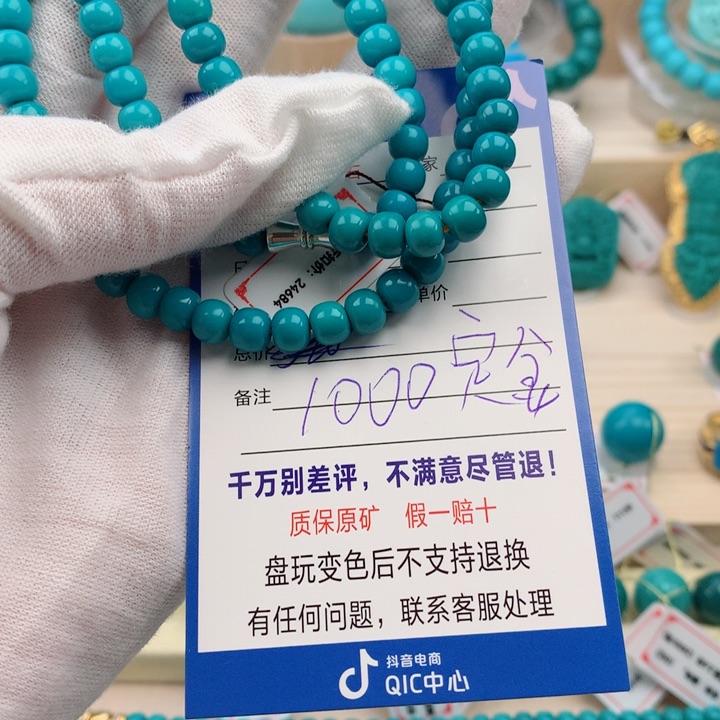 家
扣价：24684
单价
总价
备注 1000定金
千万别差评，不满意尽管退！
质保原矿 假一赔十
盘玩变色后不支持退换
有任何问题，联系客服处理
抖音电商
QIC中心